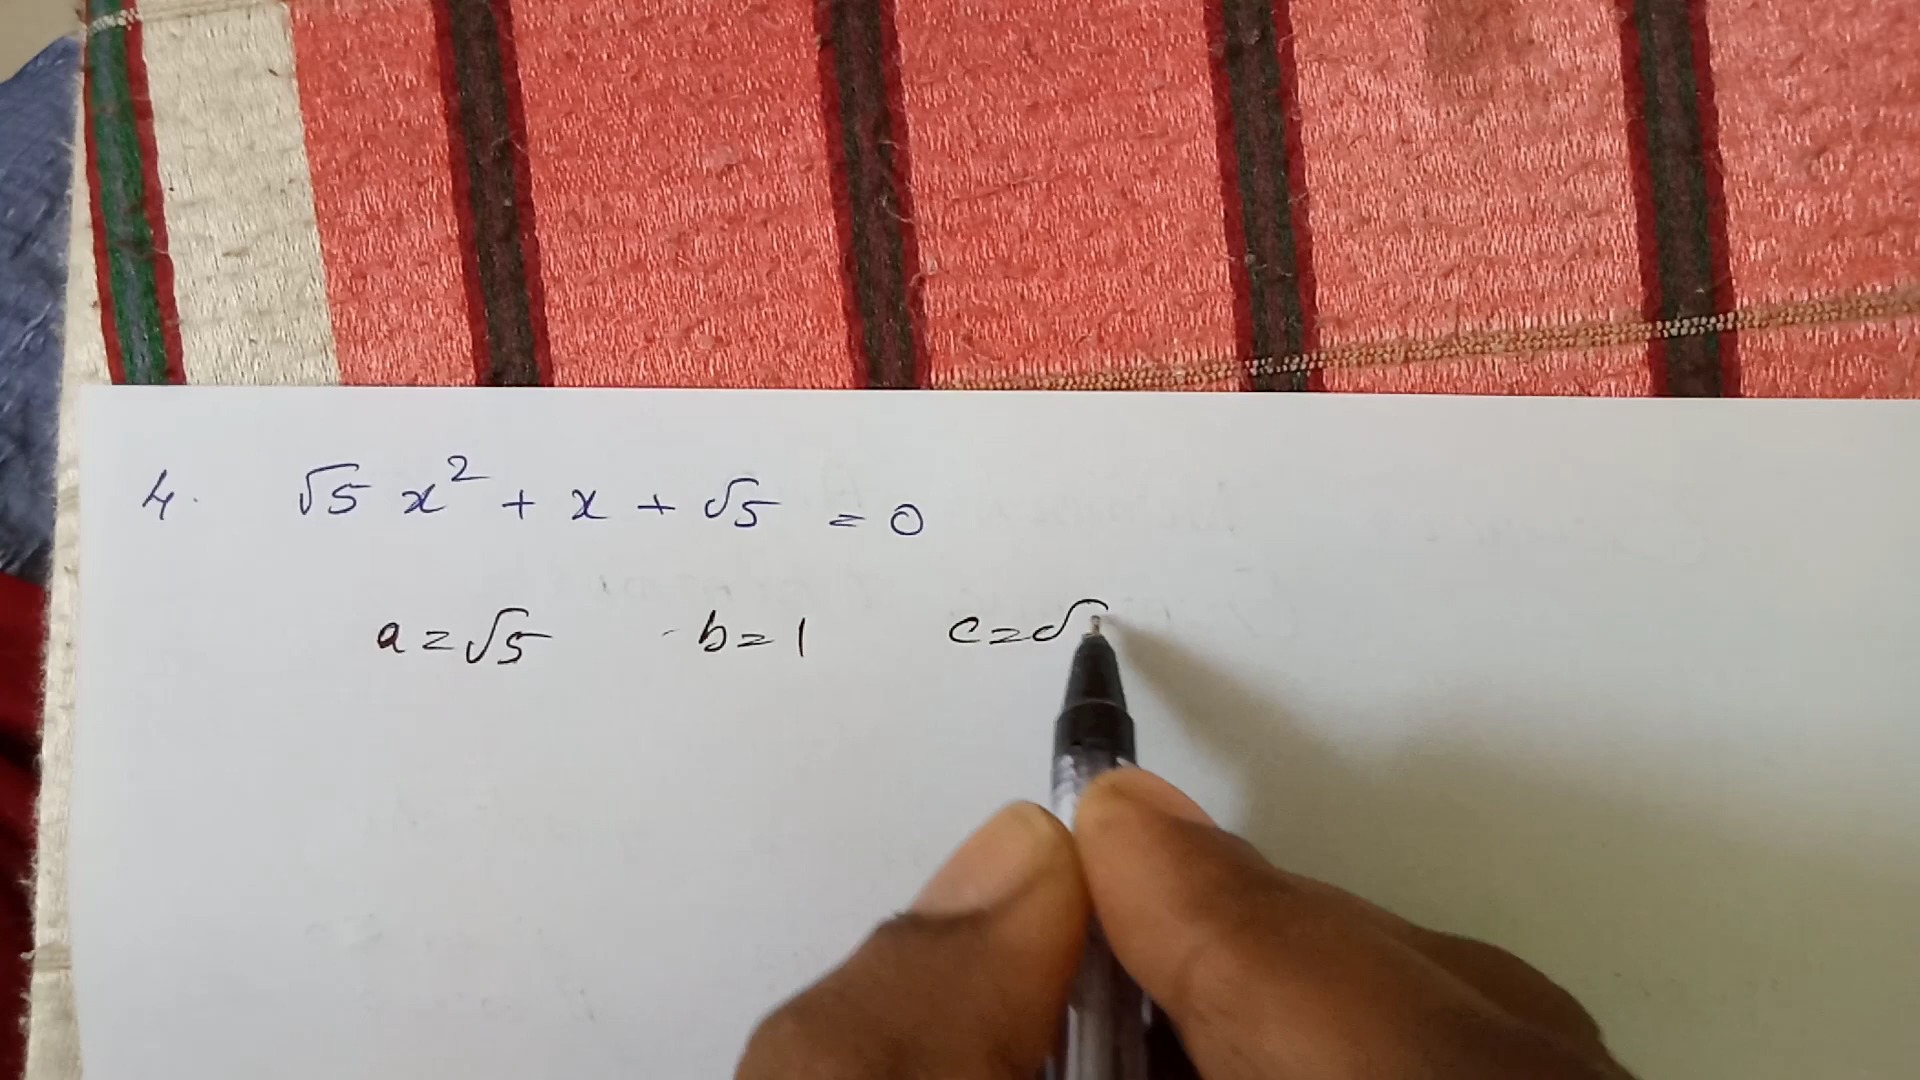 4. √5 x² + x + √5 = 0
a = √5 b = 1 c = √